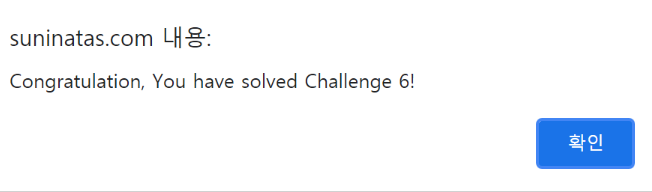 suninatas.com 내용:
Congratulation, You have solved Challenge 6!
확인